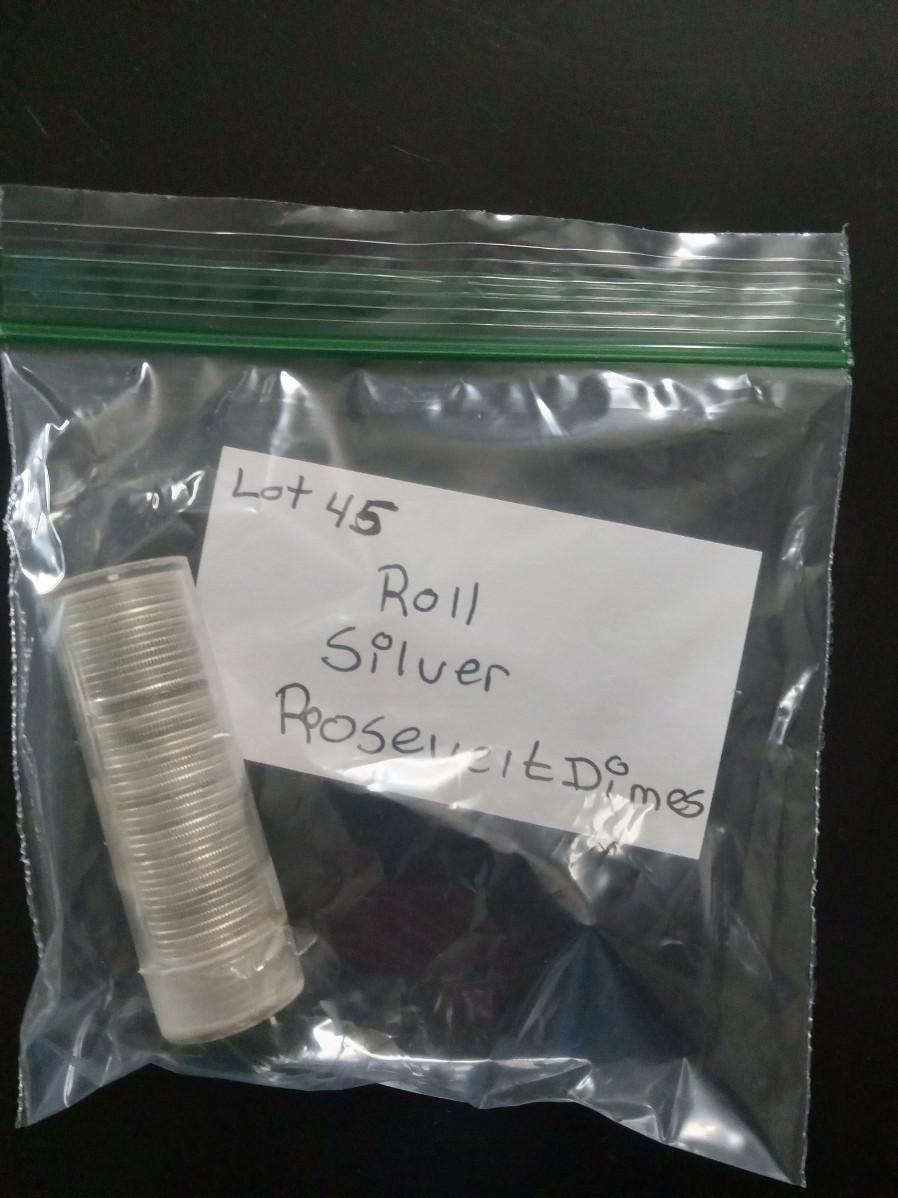 Lot 45
Roll
Silver
Roosevelt Dimes